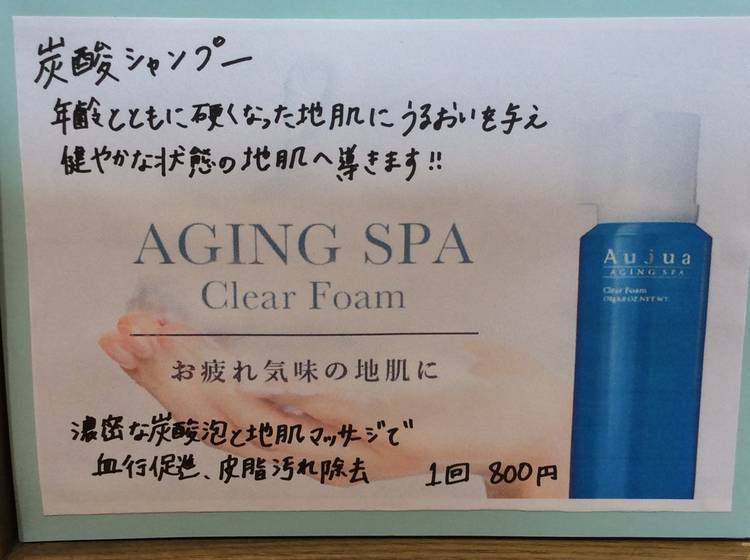 炭酸シャンプー
年齢とともに硬くなった地肌にうるおいを与え
健やかな状態の地肌へ導きます!!
AGING SPA
Clear Foam
お疲れ気味の地肌に
Aujua
AGING SPA
Clear Foam
濃密な炭酸泡と地肌マッサージで
血行促進、皮脂汚れ除去 1回 800円